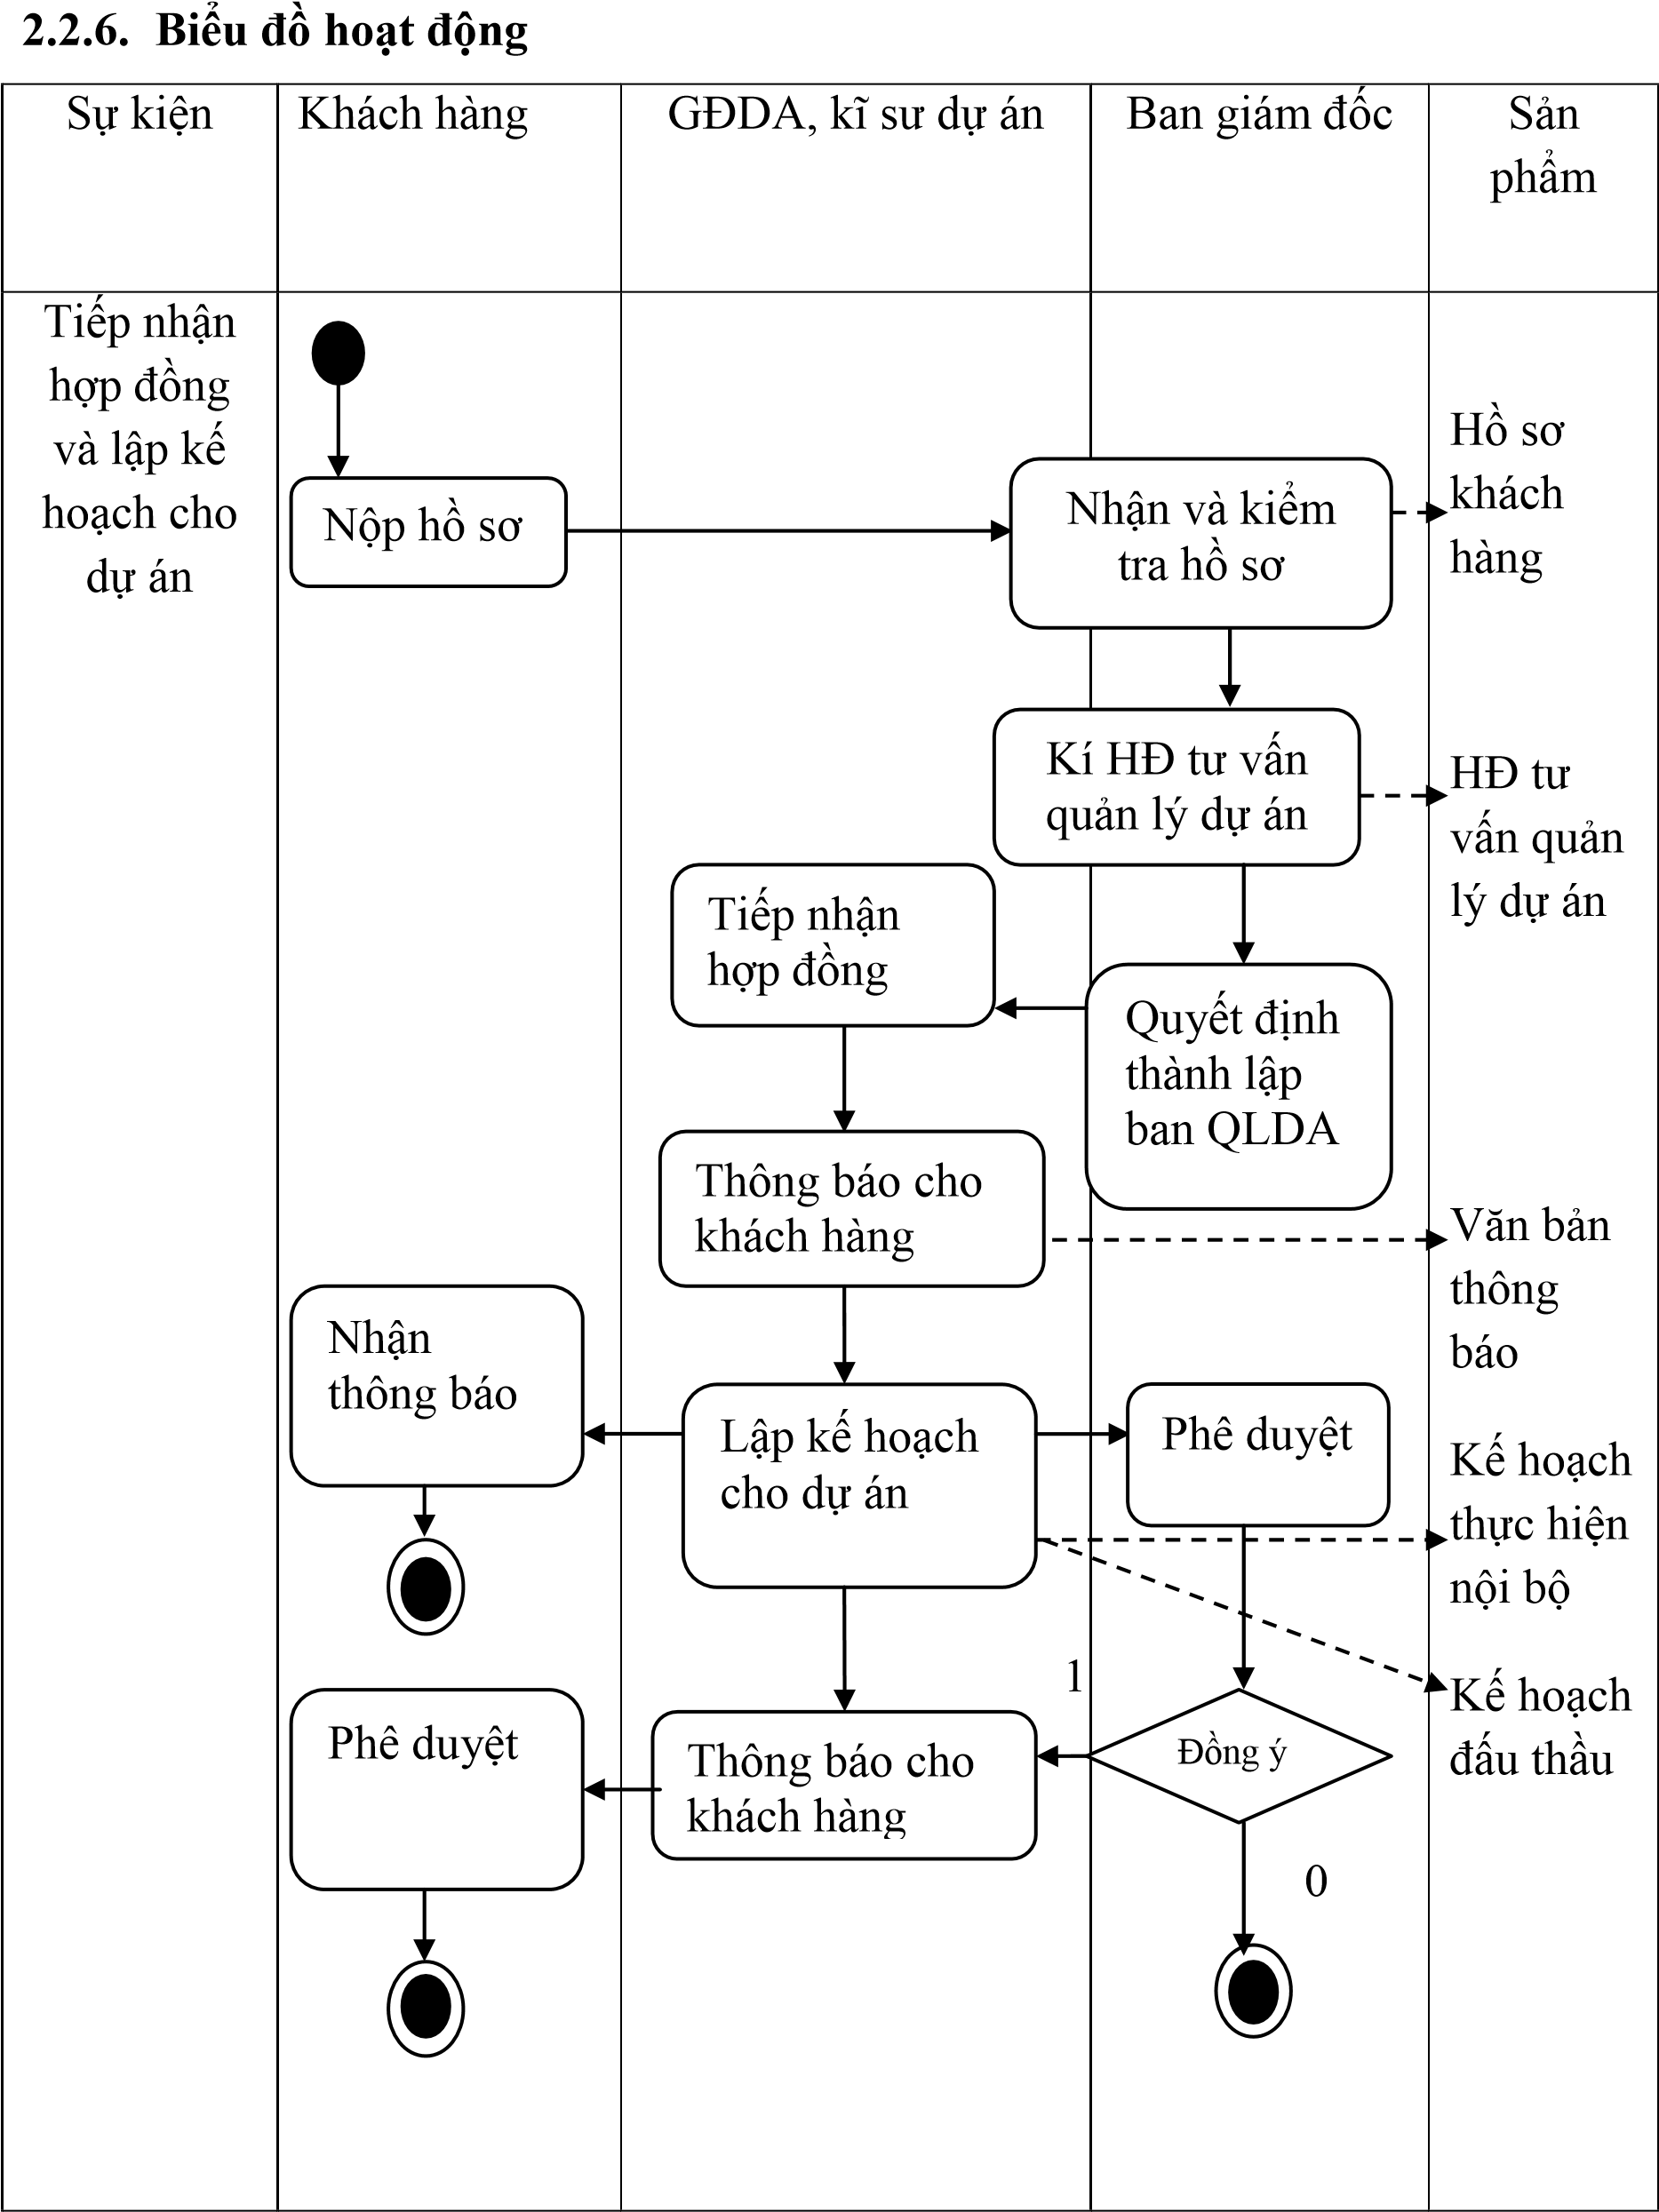 2.2.6. Biểu đồ hoạt động
Sự kiện
Khách hàng
GĐDA, kĩ sư dự án
Ban giám đốc
Sản
phẩm
Tiếp nhận
hợp đồng
và lập kế
hoạch cho
dự án
Nộp hồ sơ
Nhận và kiểm
tra hồ sơ
Hồ sơ
khách
hàng
Kí HĐ tư vấn
quản lý dự án
HĐ tư
vấn quản
lý dự án
Tiếp nhận
hợp đồng
Quyết định
thành lập
ban QLDA
Thông báo cho
khách hàng
Văn bản
thông
báo
Nhận
thông báo
Lập kế hoạch
cho dự án
Phê duyệt
Kế hoạch
thực hiện
nội bộ
Kế hoạch
đấu thầu
1
Đồng ý
Phê duyệt
Thông báo cho
khách hàng
0